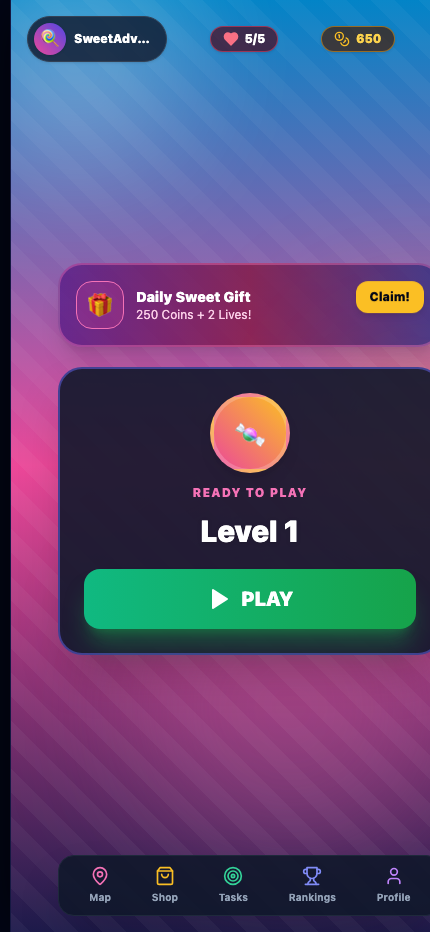 SweetAdv...
5/5
650
Daily Sweet Gift
250 Coins + 2 Lives!
Claim!
READY TO PLAY
Level 1
PLAY
Map
Shop
Tasks
Rankings
Profile